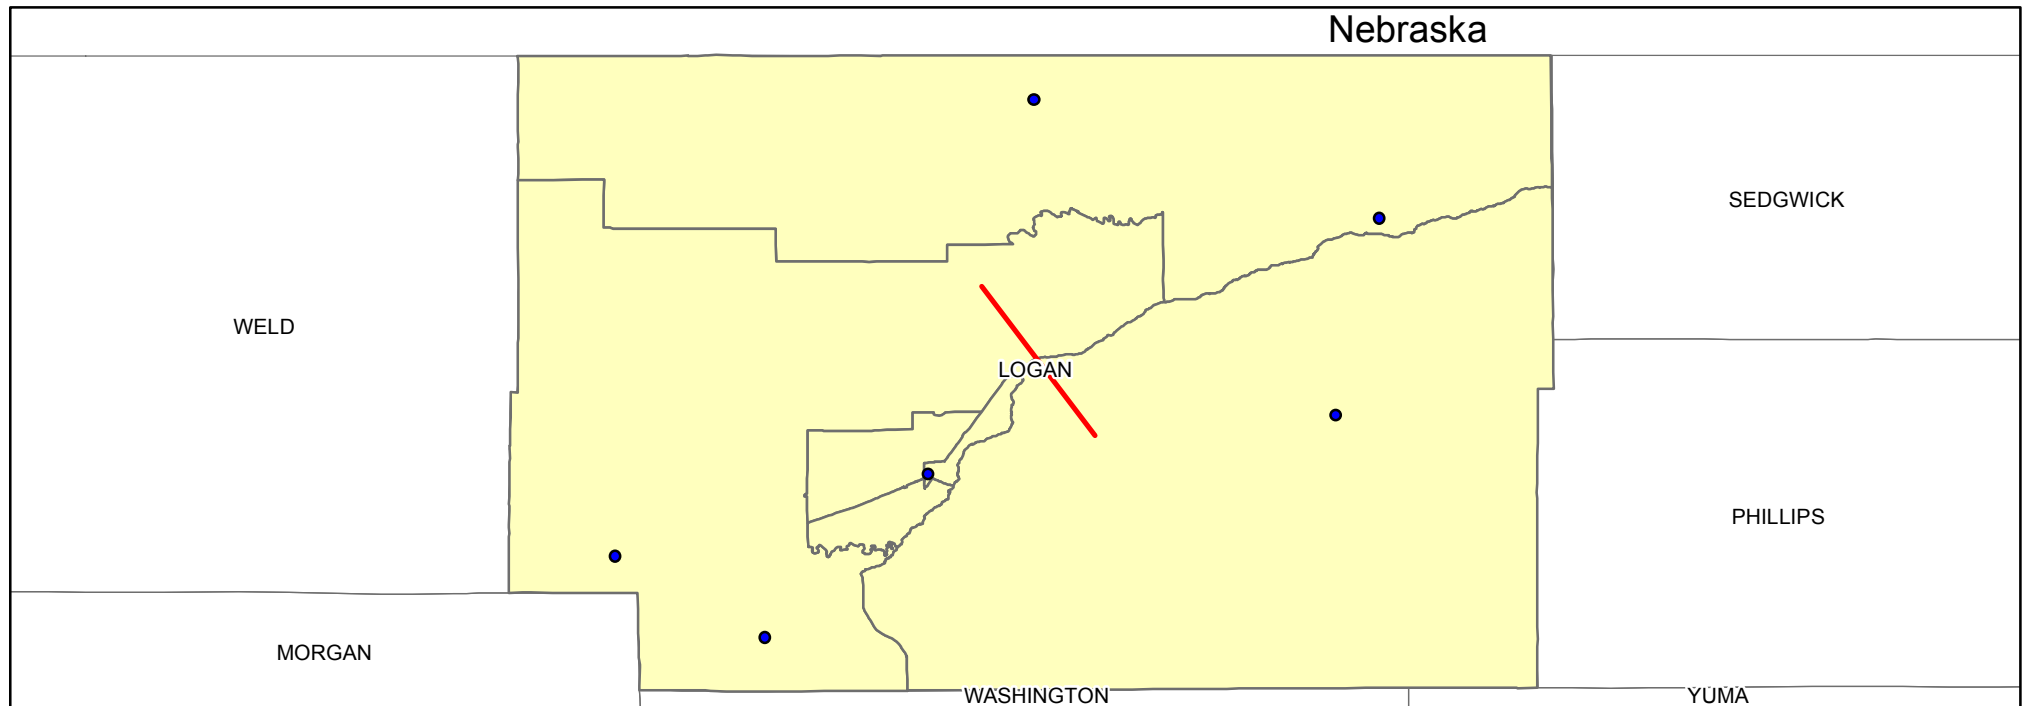 Nebraska
SEDGWICK
WELD
LOGAN
PHILLIPS
MORGAN
WASHINGTON
YUMA